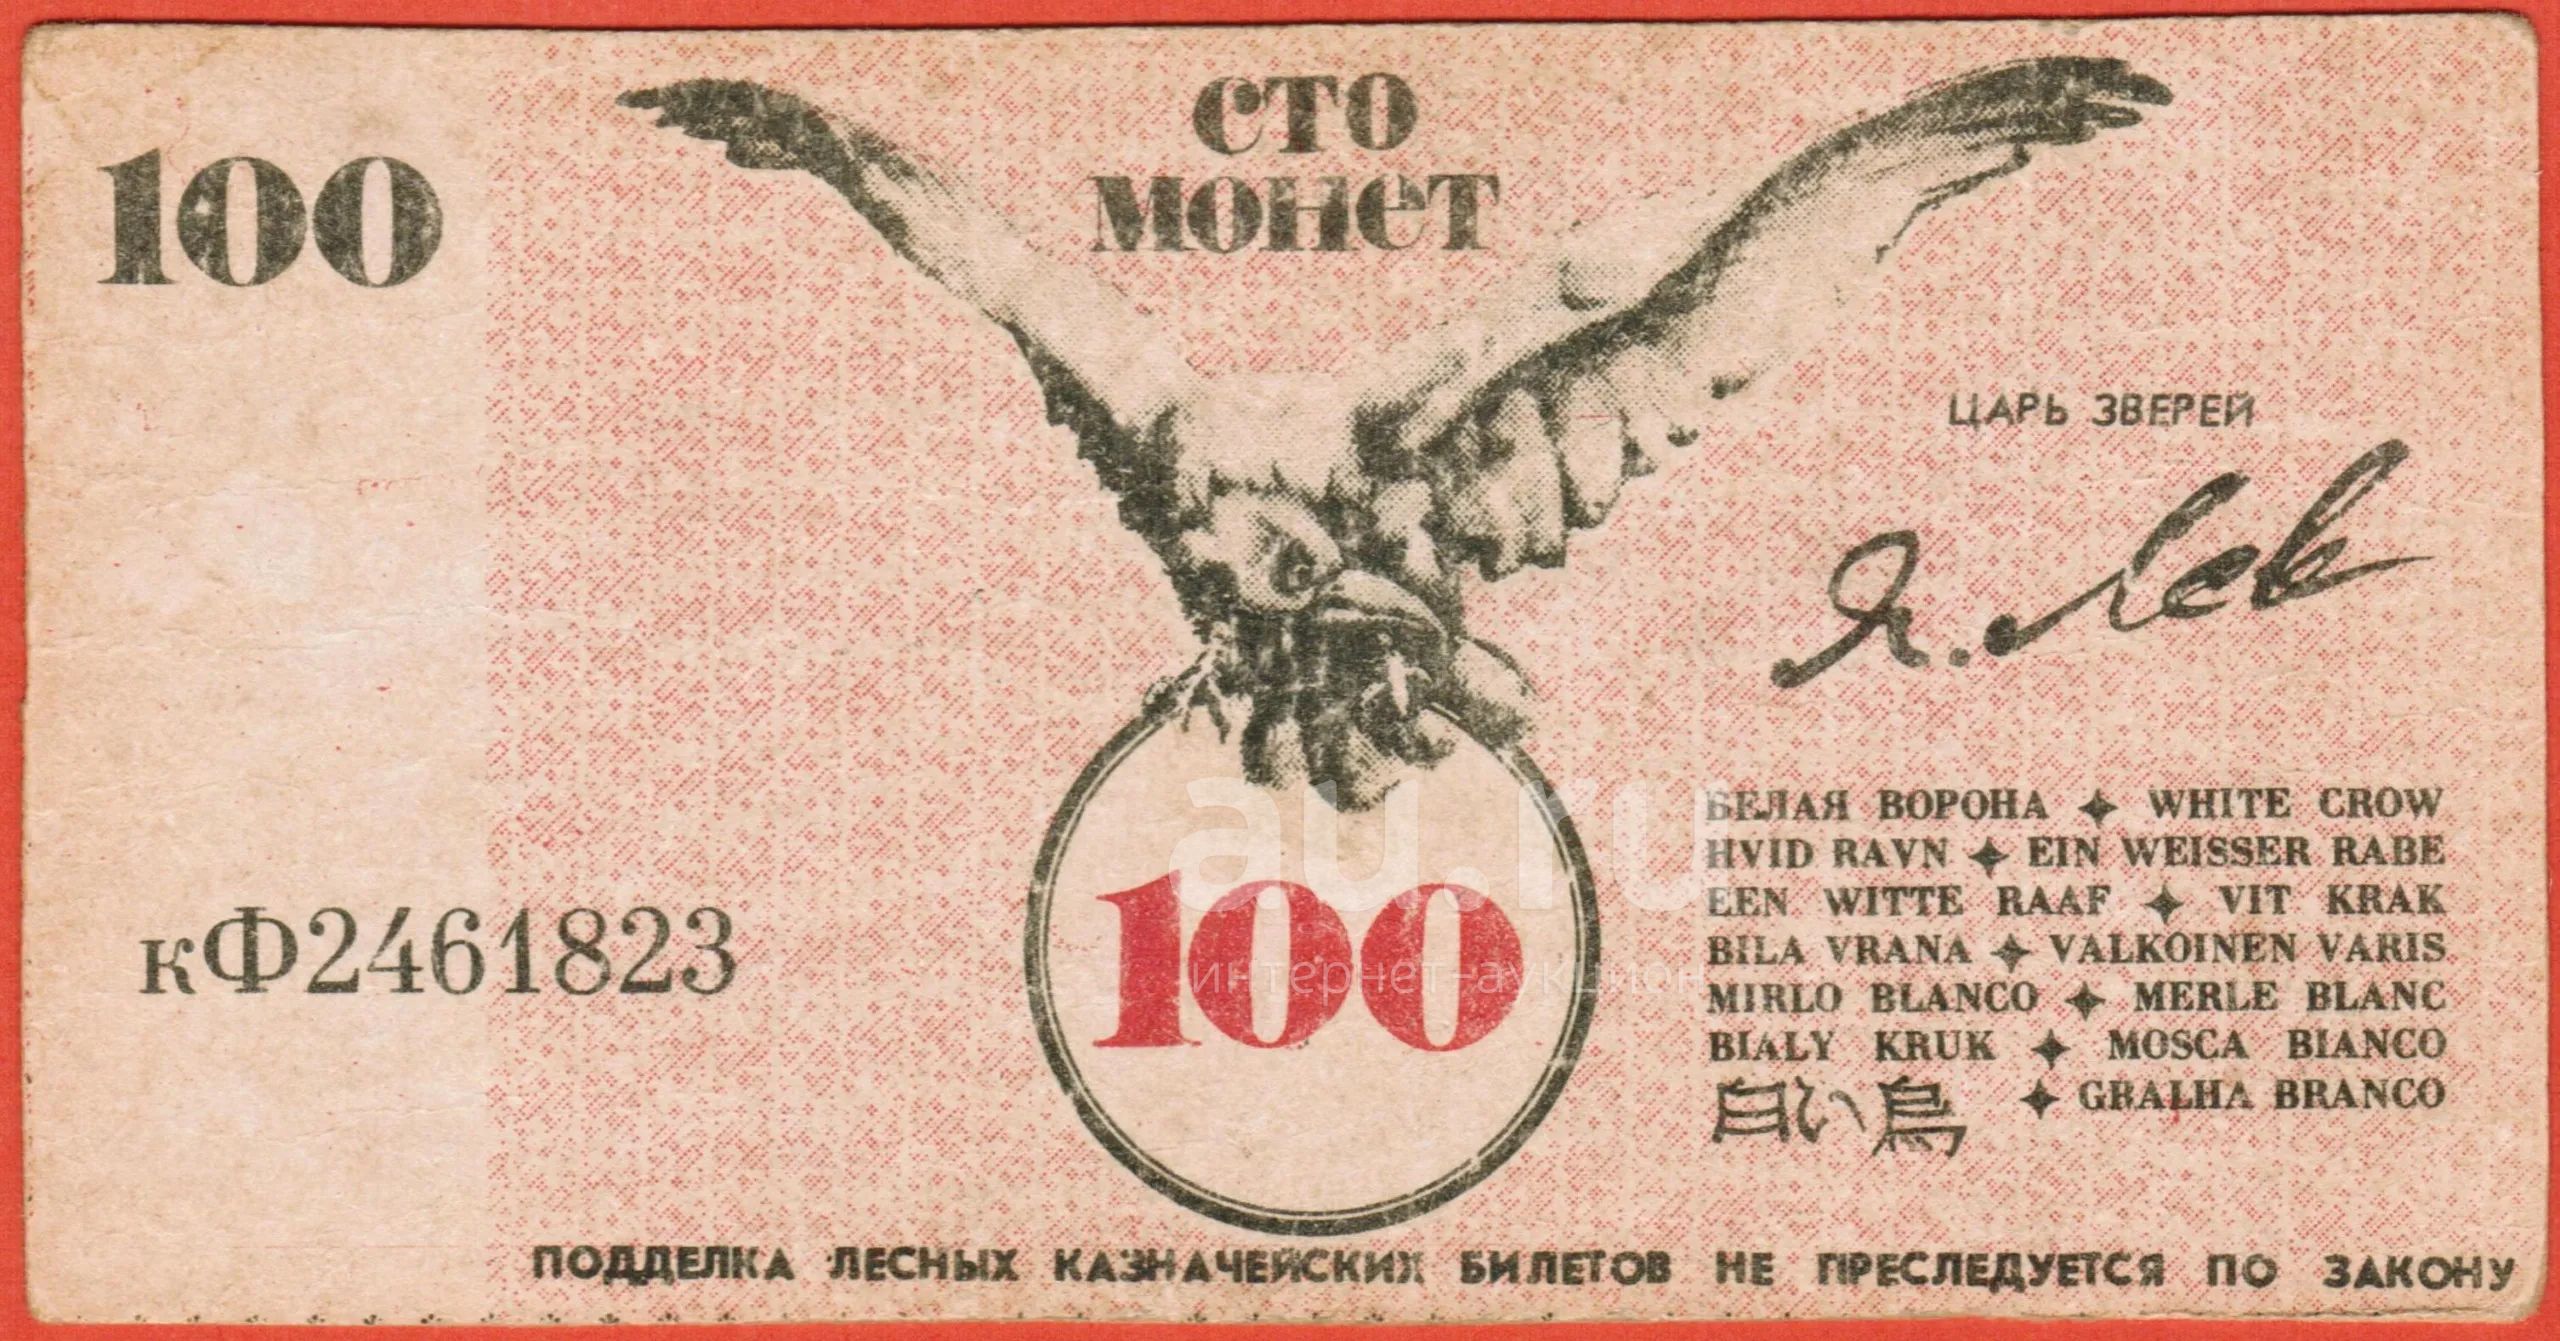 СТО
МОНЕТ
100
ЦАРЬ ЗВЕРЕЙ
Я. Лев
БЕЛАЯ ВОРОНА ✦ WHITE CROW
HVID RAVN ✦ EIN WEISSER RABE
EEN WITTE RAAF ✦ VIT KRAK
BILA VRANA ✦ VALKOINEN VARIS
MIRLO BLANCO ✦ MERLE BLANC
BIALY KRUK ✦ MOSCA BIANCO
白い烏 ✦ GRALHA BRANCO
кФ2461823
100
au.ru
интернет-аукцион
ПОДДЕЛКА ЛЕСНЫХ КАЗНАЧЕЙСКИХ БИЛЕТОВ НЕ ПРЕСЛЕДУЕТСЯ ПО ЗАКОНУ